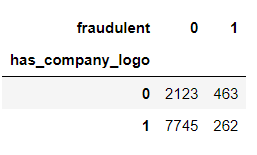 fraudulent 0 1
has_company_logo
0 2123 463
1 7745 262